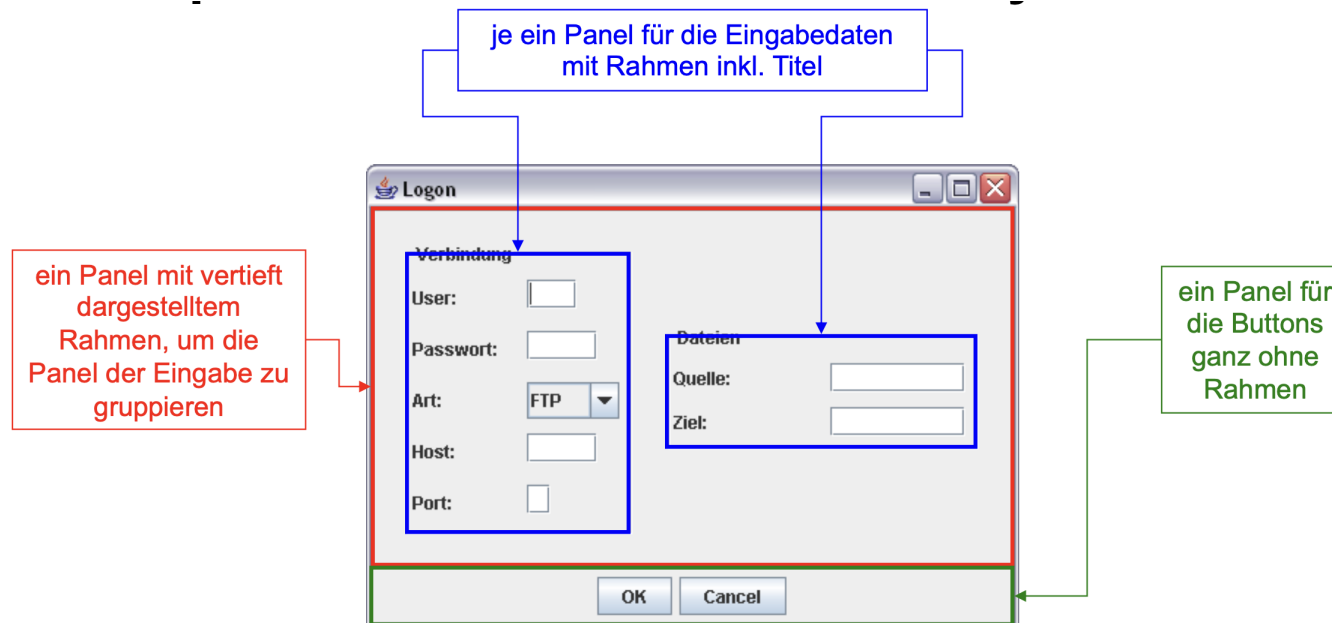 je ein Panel für die Eingabedaten
mit Rahmen inkl. Titel
Logon
ein Panel mit vertieft
dargestelltem
Rahmen, um die
Panel der Eingabe zu
gruppieren
Verbindung
User:
Passwort:
Art:
FTP
Host:
Port:
Dateien
Quelle:
Ziel:
ein Panel für
die Buttons
ganz ohne
Rahmen
OK
Cancel